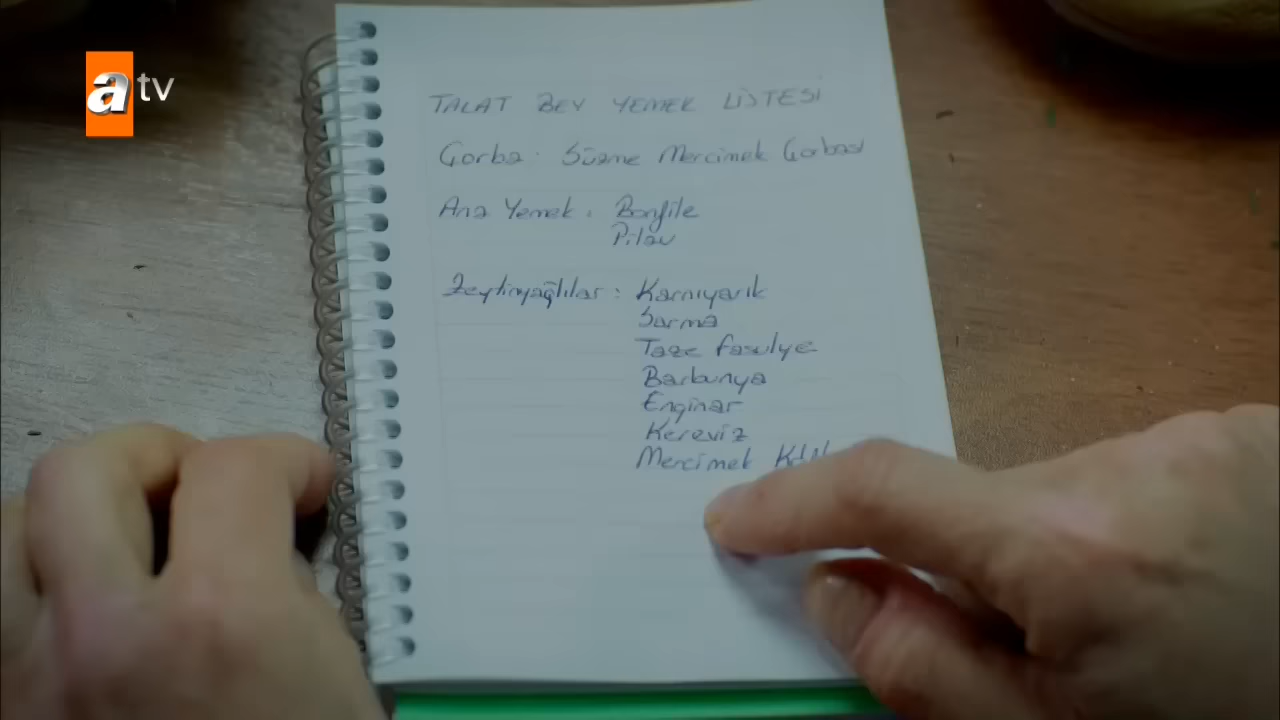 atv
TALAT BEY YEMEK LİSTESİ
Çorba: Süzme Mercimek Çorbası
Ana Yemek: Bonfile
Pilav
Zeytinyağlılar: Karnıyarık
Sarma
Taze fasulye
Barbunya
Enginar
Kereviz
Mercimek